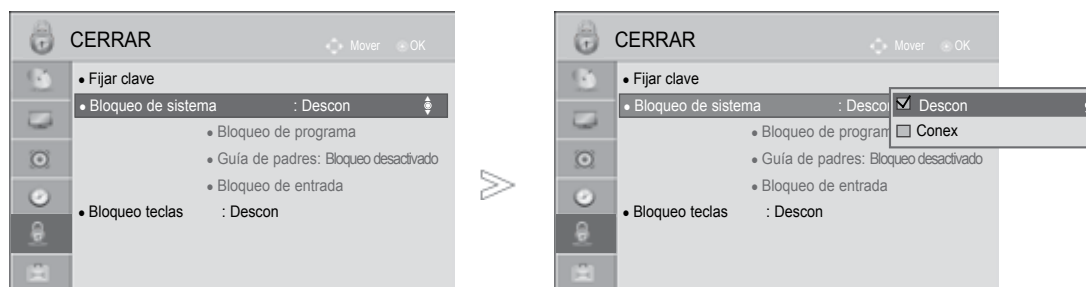 CERRAR
Mover OK
• Fijar clave
• Bloqueo de sistema : Descon
• Bloqueo de programa
• Guía de padres: Bloqueo desactivado
• Bloqueo de entrada
• Bloqueo teclas : Descon
CERRAR
Mover OK
• Fijar clave
• Bloqueo de sistema : Descon
Descon
Conex
• Bloqueo de program
• Guía de padres: Bloqueo desactivado
• Bloqueo de entrada
• Bloqueo teclas : Descon